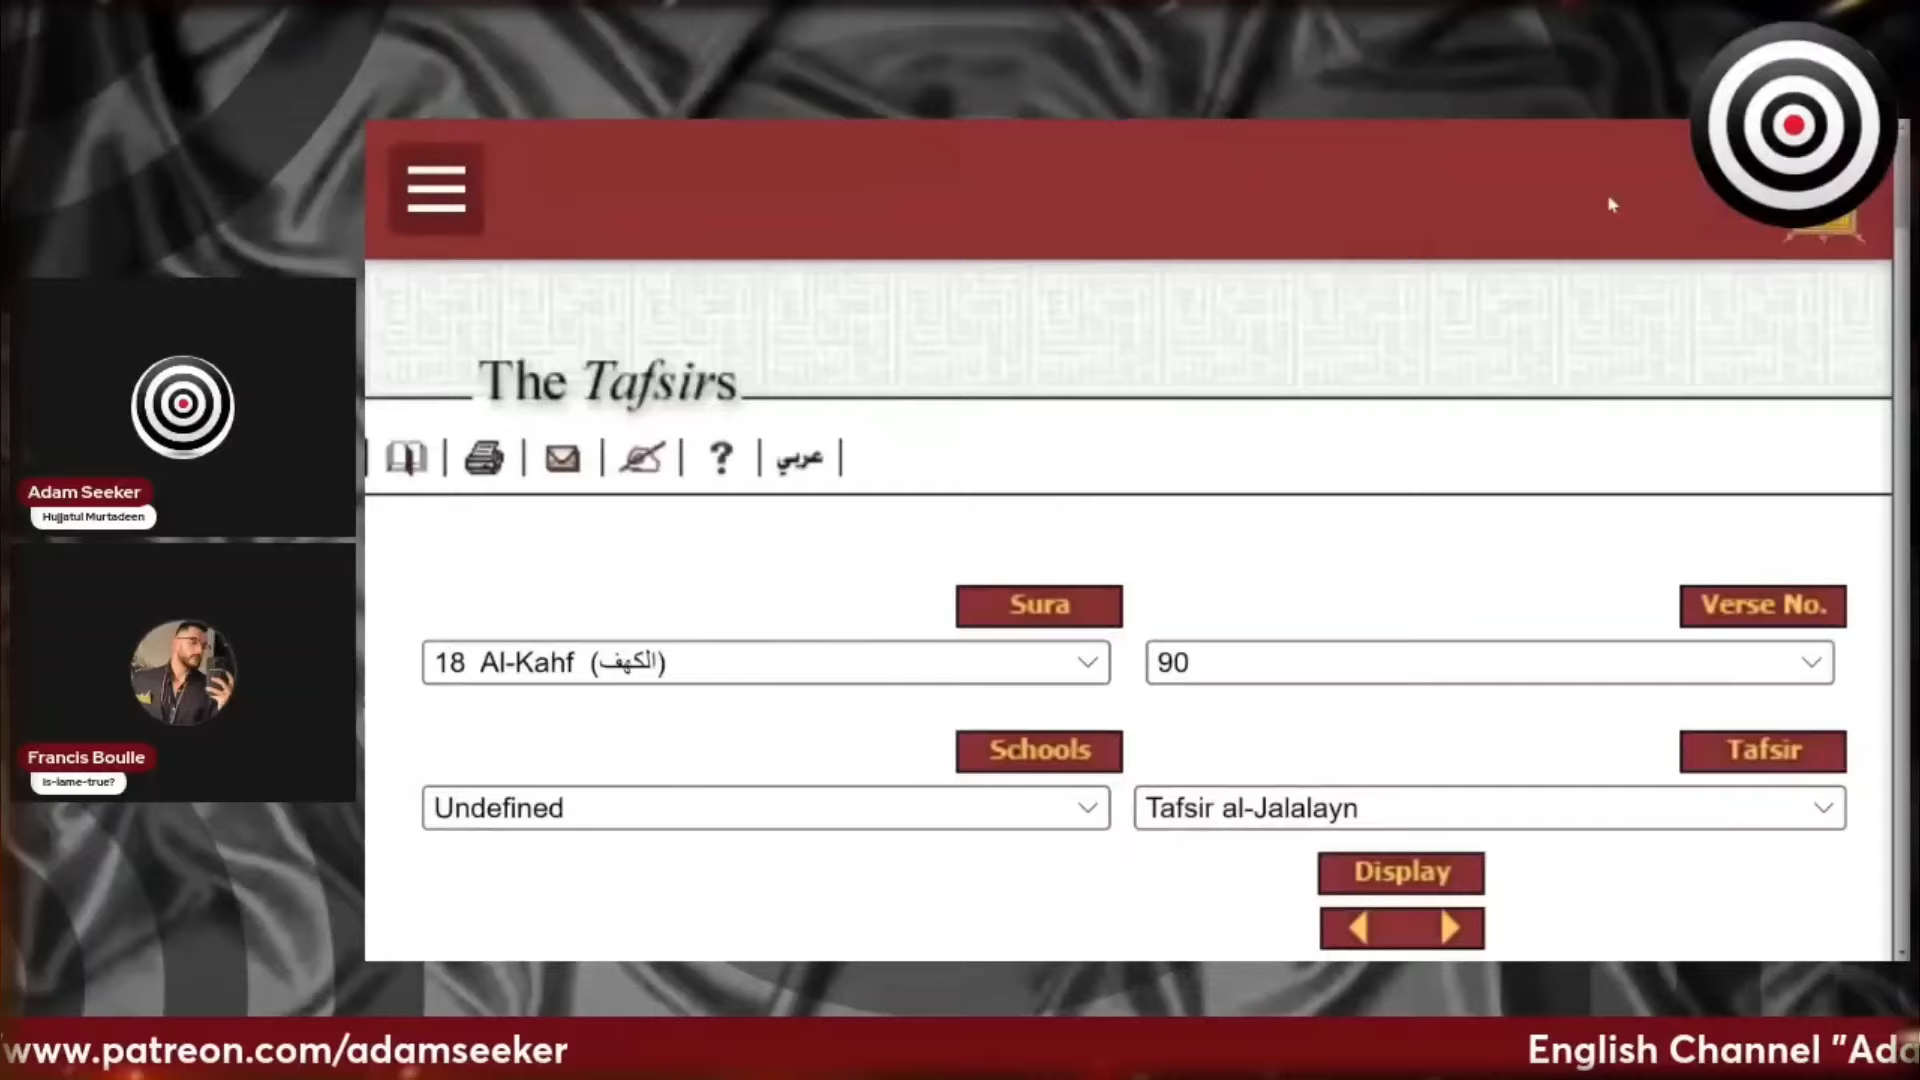 The Tafsirs
| | | | ? | عربي |
Sura
Verse No.
18 Al-Kahf (الكهف)
90
Schools
Tafsir
Undefined
Tafsir al-Jalalayn
Display
Adam Seeker
Hujjatul Murtadeen
Francis Boulle
Is-lame-true?
www.patreon.com/adamseeker
English Channel "Ada